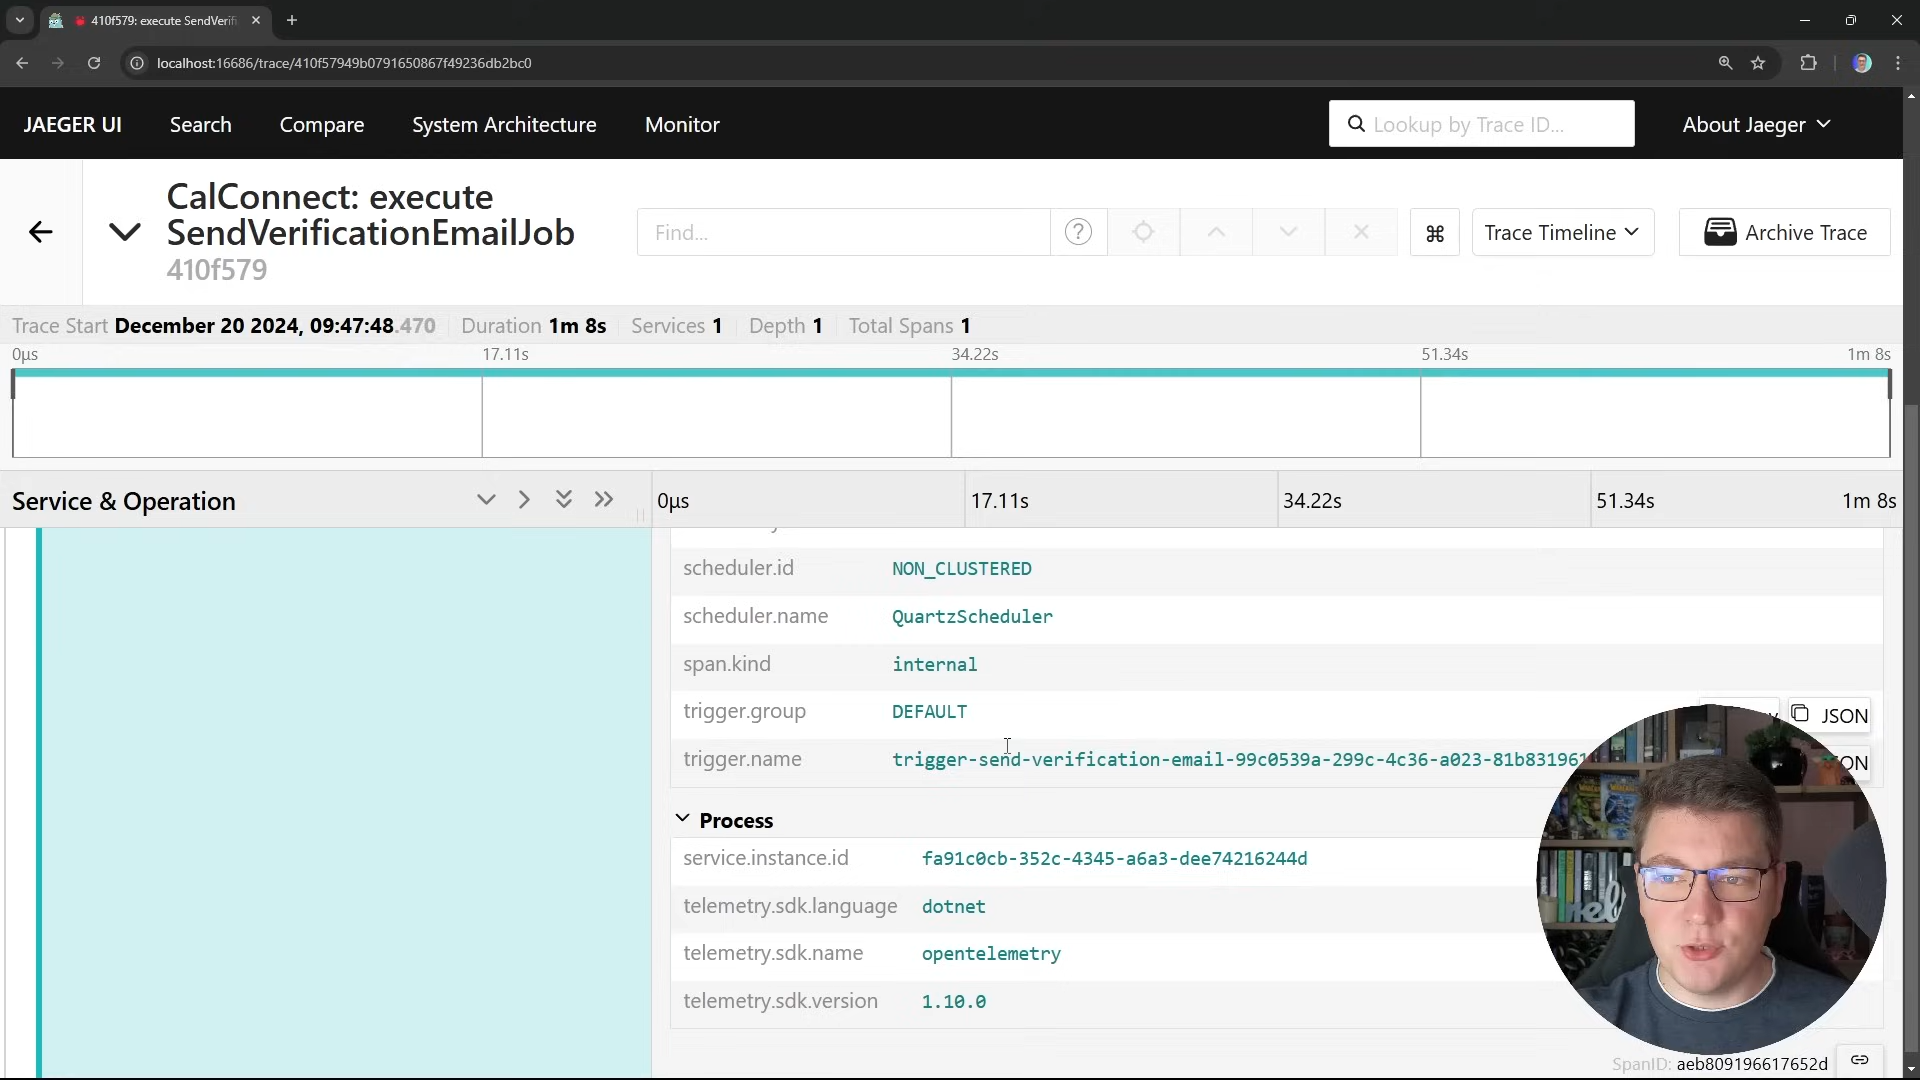 410f579: execute SendVerifi
localhost:16686/trace/410f57949b0791650867f49236db2bc0
JAEGER UI
Search
Compare
System Architecture
Monitor
Lookup by Trace ID...
About Jaeger
CalConnect: execute
SendVerificationEmailJob
410f579
Find...
Trace Timeline
Archive Trace
Trace Start December 20 2024, 09:47:48.470
Duration 1m 8s
Services 1
Depth 1
Total Spans 1
0μs
17.11s
34.22s
51.34s
1m 8s
Service & Operation
0μs
17.11s
34.22s
51.34s
1m 8s
scheduler.id NON_CLUSTERED
scheduler.name QuartzScheduler
span.kind internal
trigger.group DEFAULT
JSON
trigger.name trigger-send-verification-email-99c0539a-299c-4c36-a023-81b831961
Process
service.instance.id fa91c0cb-352c-4345-a6a3-dee74216244d
telemetry.sdk.language dotnet
telemetry.sdk.name opentelemetry
telemetry.sdk.version 1.10.0
SpanID: aeb809196617652d